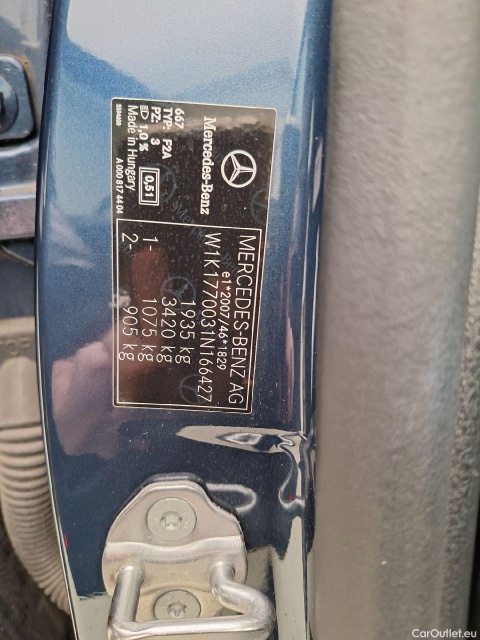 MERCEDES-BENZ AG
e1*2007/46*1829
W1K1770031N166427
1935 kg
3420 kg
1- 1075 kg
2- 905 kg
Mercedes-Benz
667
TYP: F2A
PZ: 3
1,0 %
0,51
Made in Hungary
A 000 817 44 04
CarOutlet.eu